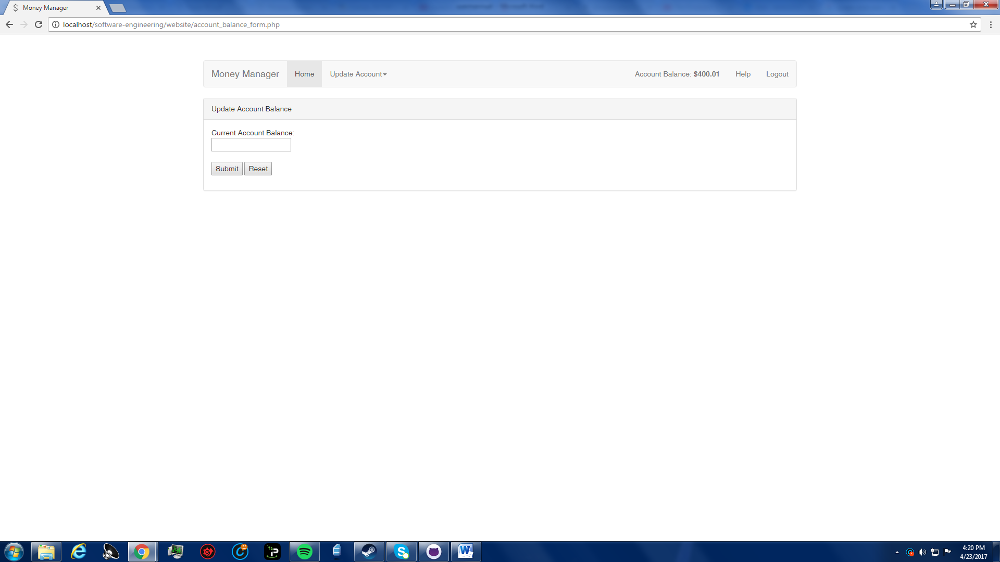 Money Manager
localhost/software-engineering/website/account_balance_form.php
Money Manager Home Update Account Account Balance: $400.01 Help Logout
Update Account Balance
Current Account Balance:
Submit Reset
4:20 PM
4/23/2017